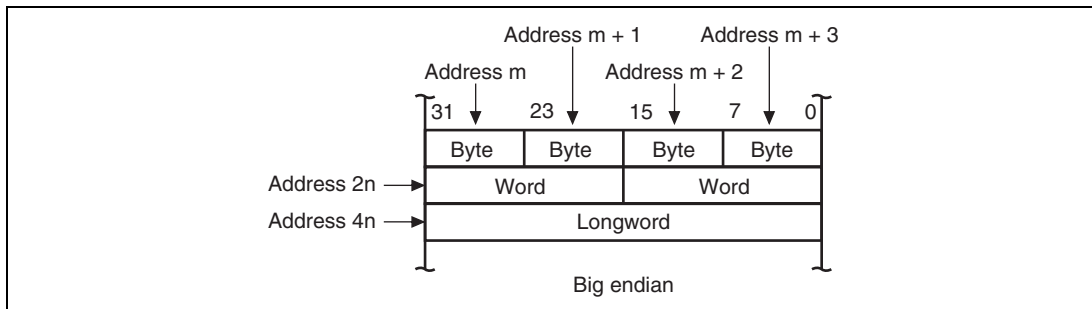 Address m + 1 Address m + 3
Address m Address m + 2
31 23 15 7 0
Byte Byte Byte Byte
Address 2n Word Word
Address 4n Longword
Big endian